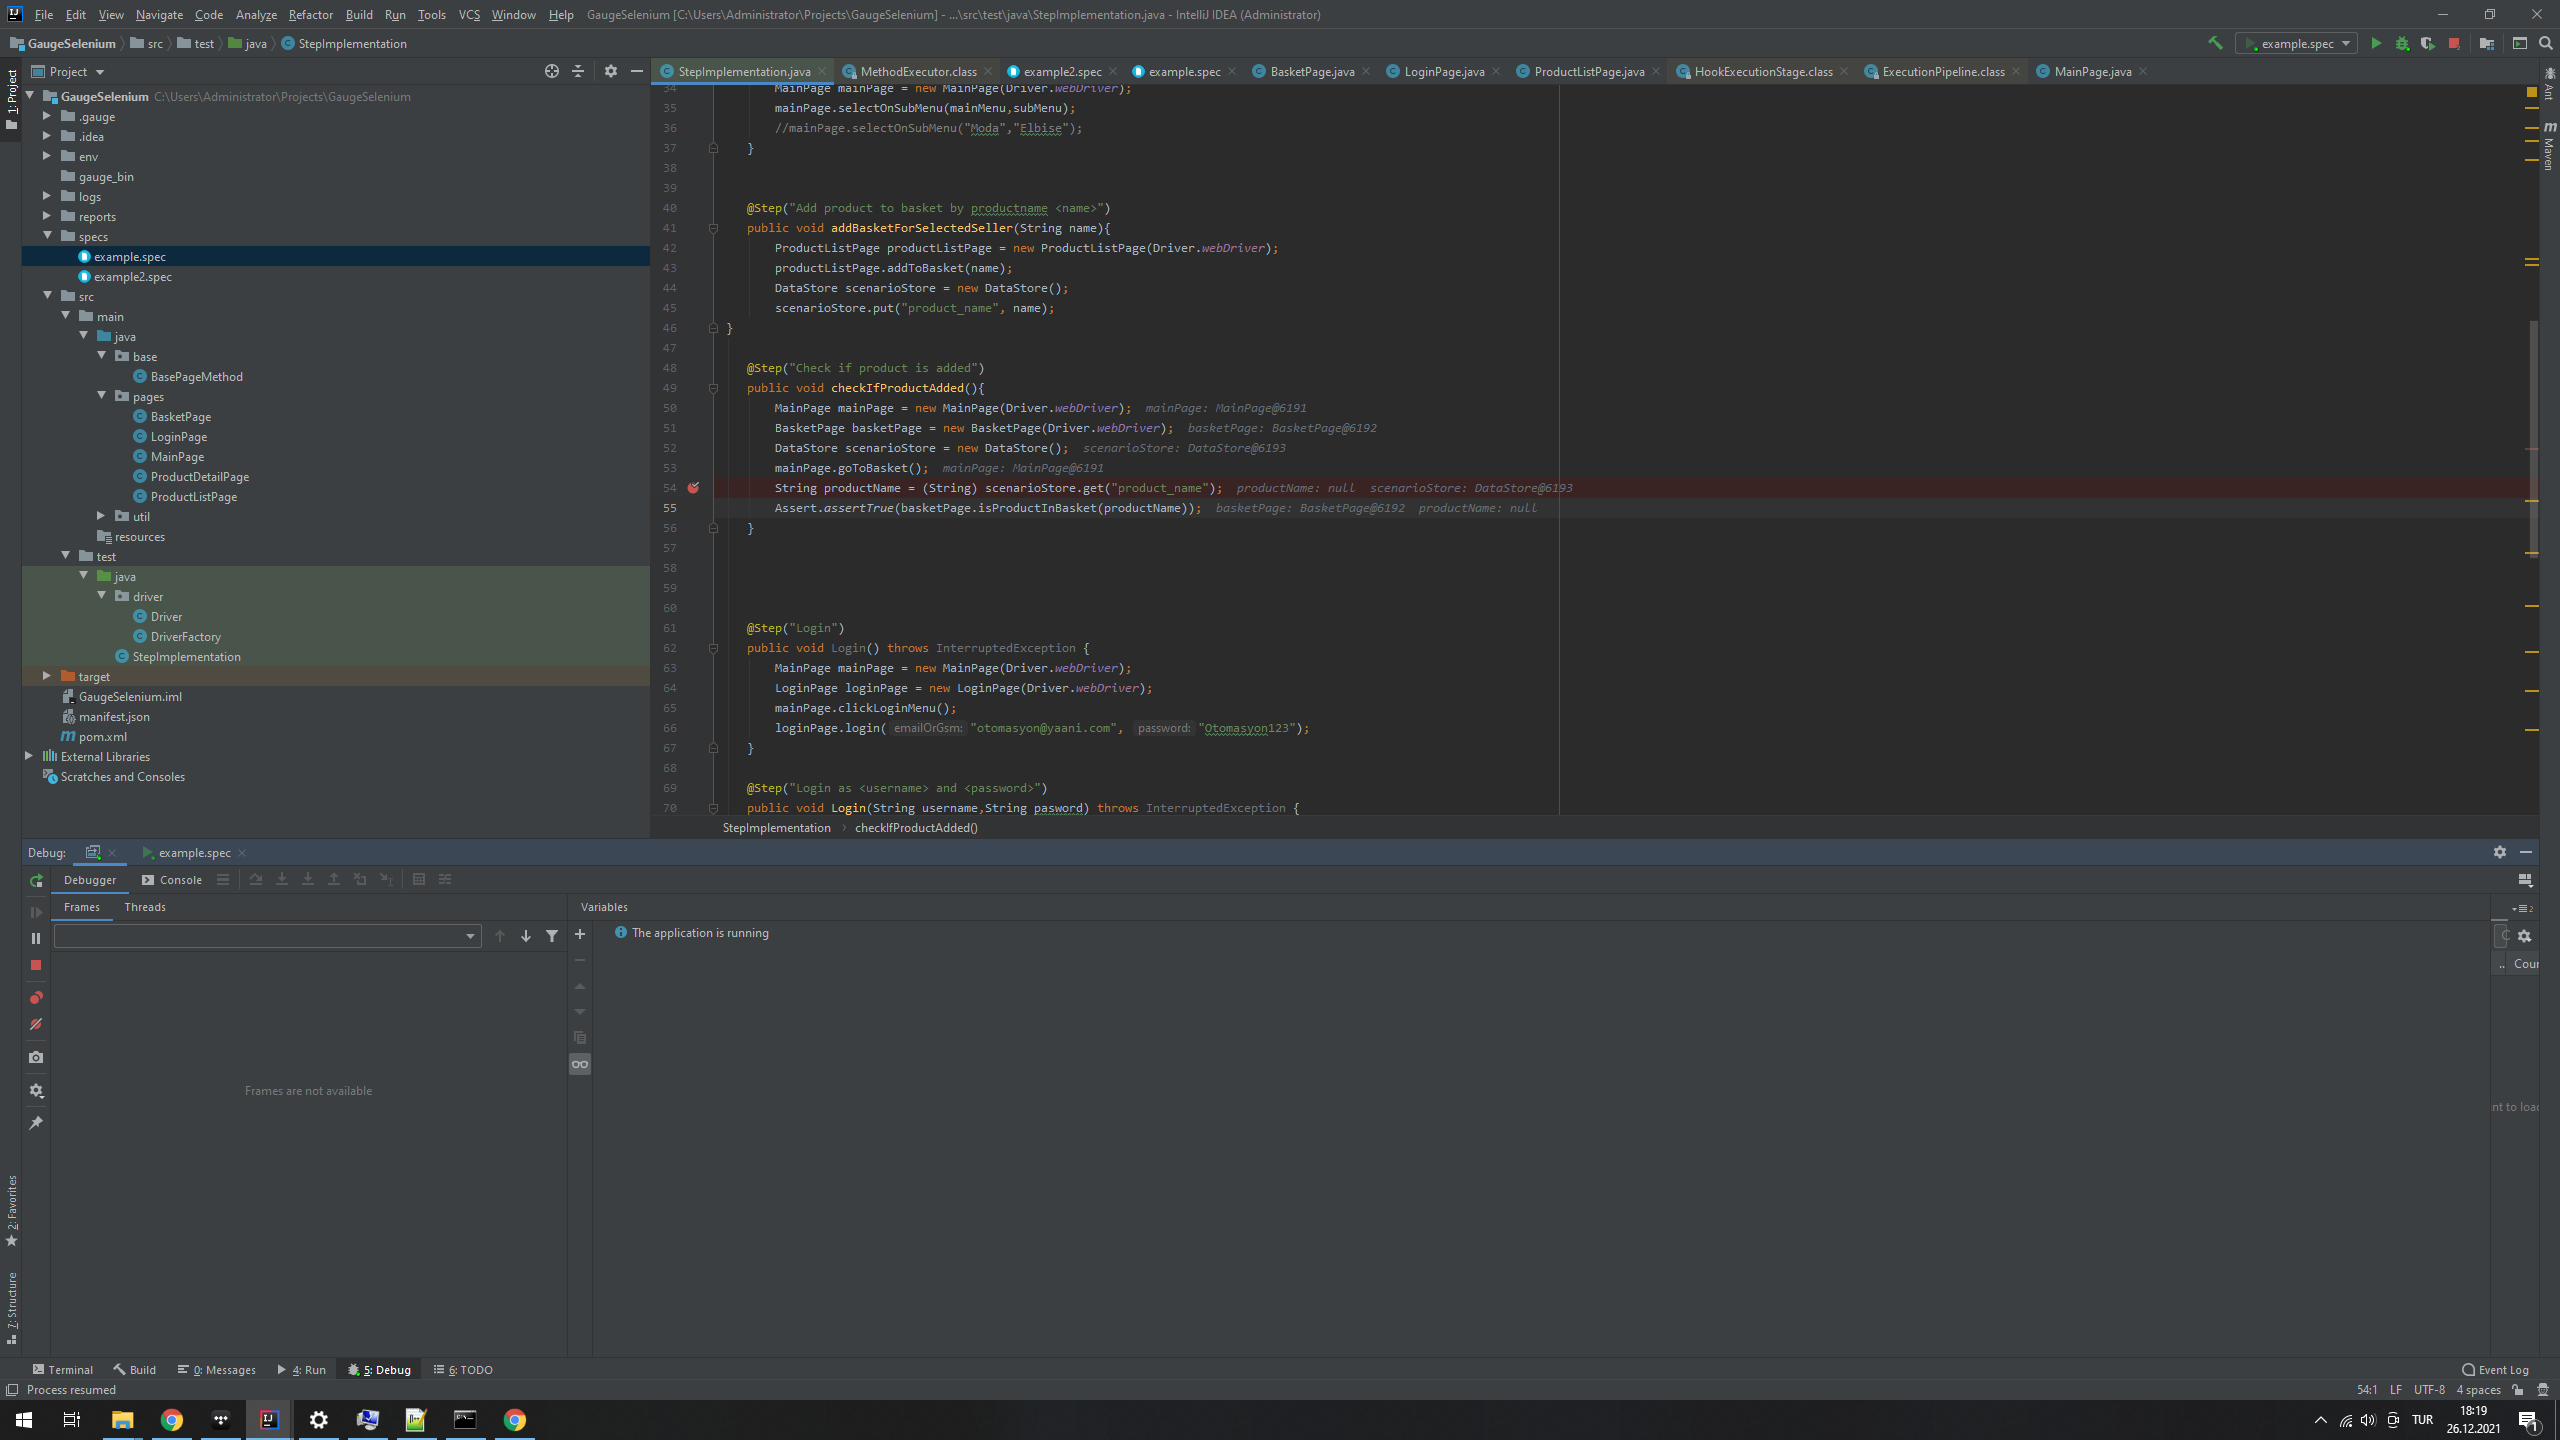 File Edit View Navigate Code Analyze Refactor Build Run Tools VCS Window Help GaugeSelenium [C:\Users\Administrator\Projects\GaugeSelenium] - ...\src\test\java\StepImplementation.java - IntelliJ IDEA (Administrator)
GaugeSelenium src test java StepImplementation example.spec
1: Project
Project
StepImplementation.java MethodExecutor.class example2.spec example.spec BasketPage.java LoginPage.java ProductListPage.java HookExecutionStage.class ExecutionPipeline.class MainPage.java
Ant
Maven
GaugeSelenium C:\Users\Administrator\Projects\GaugeSelenium
.gauge
.idea
env
gauge_bin
logs
reports
specs
example.spec
example2.spec
src
main
java
base
BasePageMethod
pages
BasketPage
LoginPage
MainPage
ProductDetailPage
ProductListPage
util
resources
test
java
driver
Driver
DriverFactory
StepImplementation
target
GaugeSelenium.iml
manifest.json
pom.xml
External Libraries
Scratches and Consoles
34 MainPage mainPage = new MainPage(Driver.webDriver);
35 mainPage.selectOnSubMenu(mainMenu,subMenu);
36 //mainPage.selectOnSubMenu("Moda","Elbise");
37 }
38
39
40 @Step("Add product to basket by productname <name>")
41 public void addBasketForSelectedSeller(String name){
42 ProductListPage productListPage = new ProductListPage(Driver.webDriver);
43 productListPage.addToBasket(name);
44 DataStore scenarioStore = new DataStore();
45 scenarioStore.put("product_name", name);
46 }
47
48 @Step("Check if product is added")
49 public void checkIfProductAdded(){
50 MainPage mainPage = new MainPage(Driver.webDriver); mainPage: MainPage@6191
51 BasketPage basketPage = new BasketPage(Driver.webDriver); basketPage: BasketPage@6192
52 DataStore scenarioStore = new DataStore(); scenarioStore: DataStore@6193
53 mainPage.goToBasket(); mainPage: MainPage@6191
54 String productName = (String) scenarioStore.get("product_name"); productName: null scenarioStore: DataStore@6193
55 Assert.assertTrue(basketPage.isProductInBasket(productName)); basketPage: BasketPage@6192 productName: null
56 }
57
58
59
60
61 @Step("Login")
62 public void Login() throws InterruptedException {
63 MainPage mainPage = new MainPage(Driver.webDriver);
64 LoginPage loginPage = new LoginPage(Driver.webDriver);
65 mainPage.clickLoginMenu();
66 loginPage.login( emailOrGsm: "otomasyon@yaani.com", password: "Otomasyon123");
67 }
68
69 @Step("Login as <username> and <password>")
70 public void Login(String username,String pasword) throws InterruptedException {
StepImplementation checkIfProductAdded()
Debug: example.spec
Debugger Console
Frames Threads Variables
The application is running
.. Cour
Frames are not available
nt to load
2: Favorites
7: Structure
Terminal Build 0: Messages 4: Run 5: Debug 6: TODO Event Log
Process resumed 54:1 LF UTF-8 4 spaces
TUR 18:19
26.12.2021
1